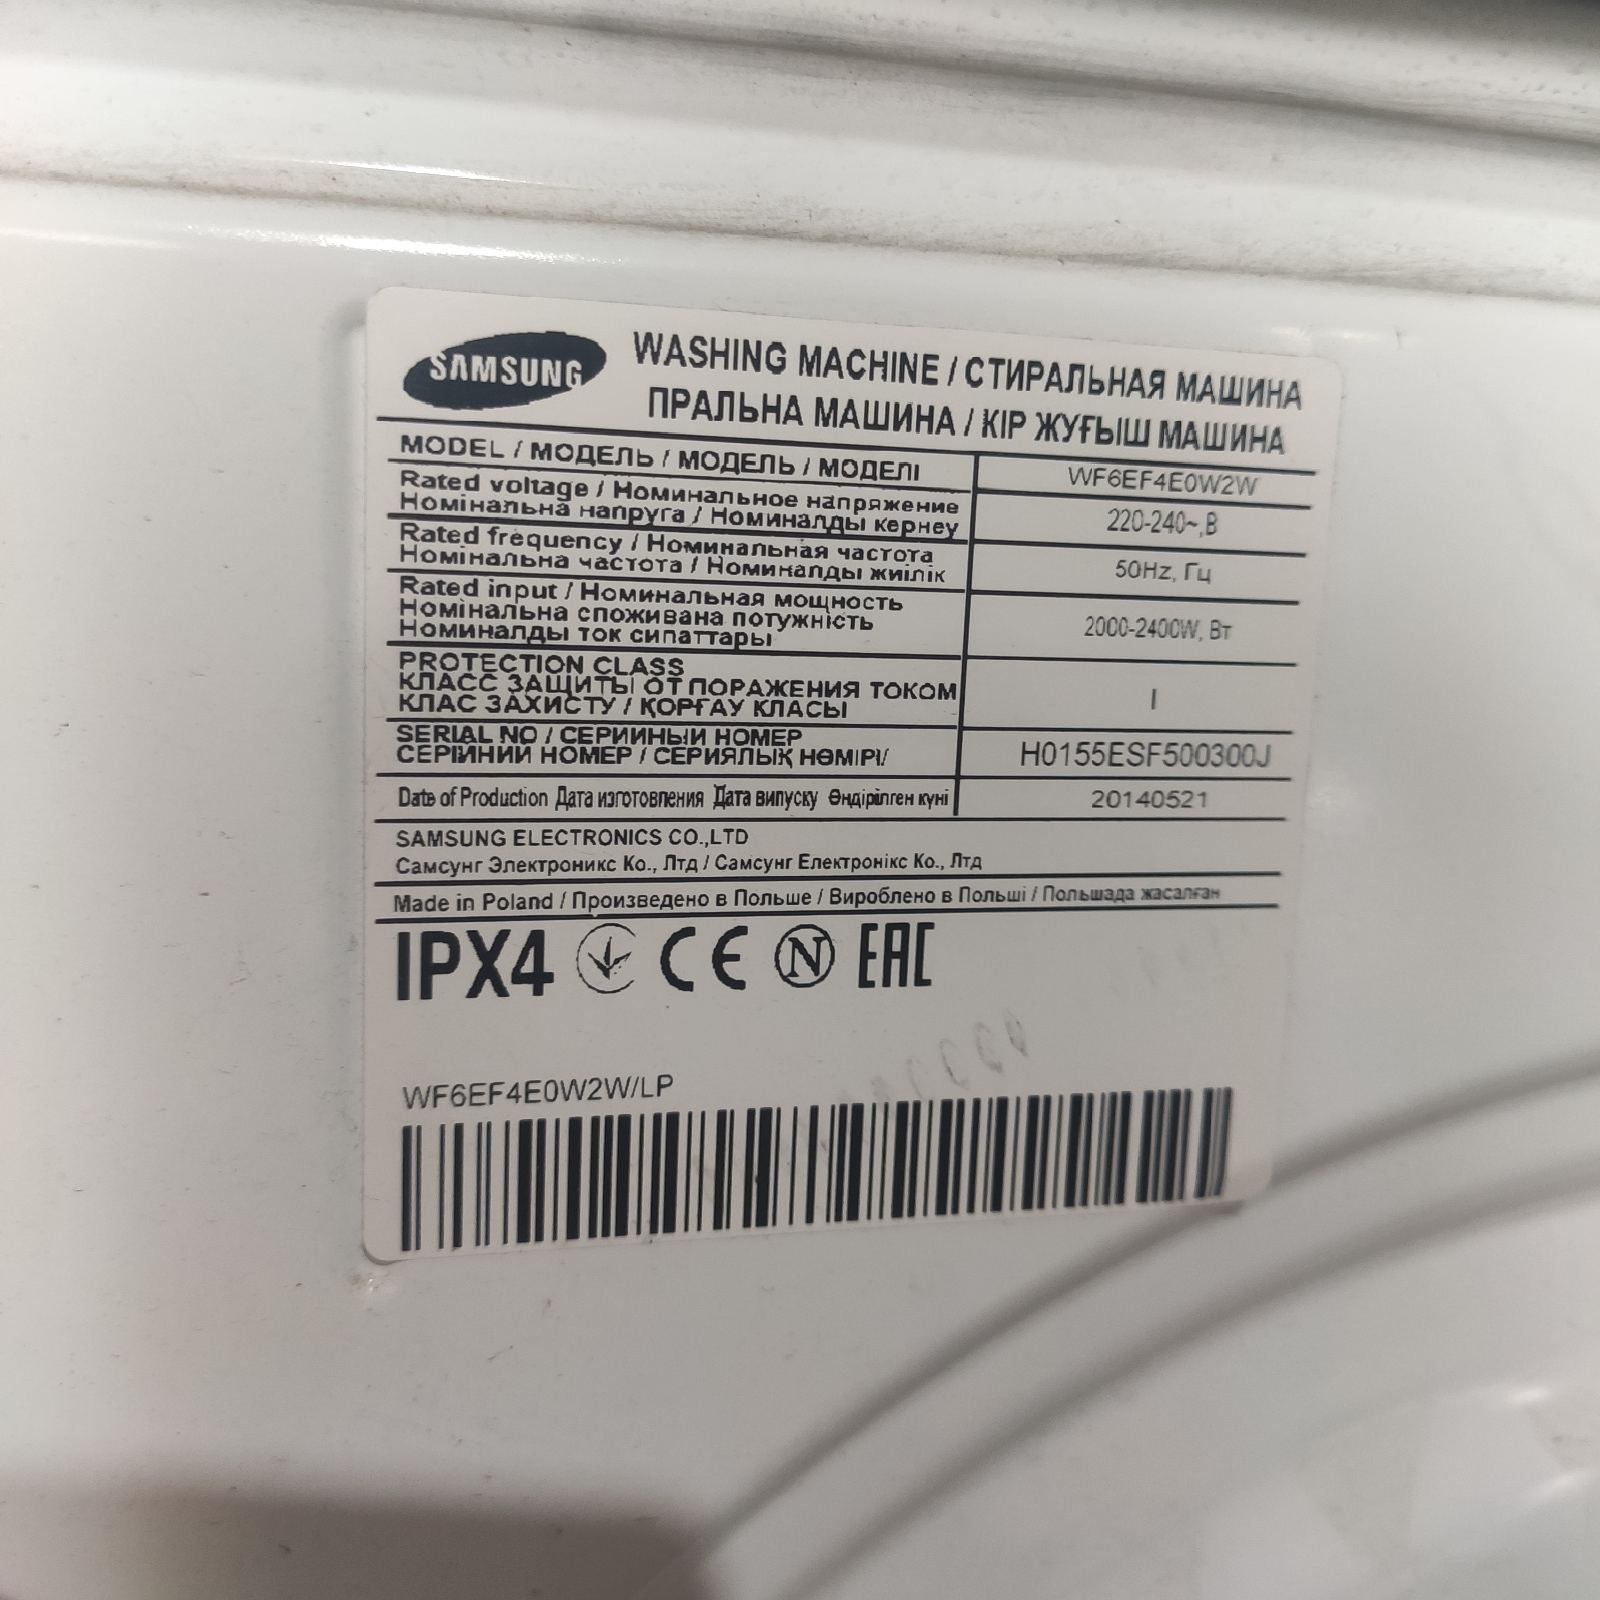 SAMSUNG
WASHING MACHINE / СТИРАЛЬНАЯ МАШИНА
ПРАЛЬНА МАШИНА / КІР ЖУҒЫШ МАШИНА
MODEL / МОДЕЛЬ / МОДЕЛЬ / МОДЕЛІ WF6EF4E0W2W
Rated voltage / Номинальное напряжение
Номінальна напруга / Номиналды кернеу 220-240~,В
Rated frequency / Номинальная частота
Номінальна частота / Номиналды жиілік 50Hz, Гц
Rated input / Номинальная мощность
Номінальна споживана потужність 2000-2400W, Вт
Номиналды ток сипаттары
PROTECTION CLASS
КЛАСС ЗАЩИТЫ ОТ ПОРАЖЕНИЯ ТОКОМ I
КЛАС ЗАХИСТУ / ҚОРҒАУ КЛАСЫ
SERIAL NO / СЕРИЙНЫЙ НОМЕР
СЕРІЙНИЙ НОМЕР / СЕРИЯЛЫҚ НӨМІРІ/ H0155ESF500300J
Date of Production Дата изготовления Дата випуску Өндірілген күні 20140521
SAMSUNG ELECTRONICS CO.,LTD
Самсунг Электроникс Ко., Лтд / Самсунг Електронікс Ко., Лтд
Made in Poland / Произведено в Польше / Вироблено в Польші / Польшада жасалған
IPX4 CE N EAC
WF6EF4E0W2W/LP